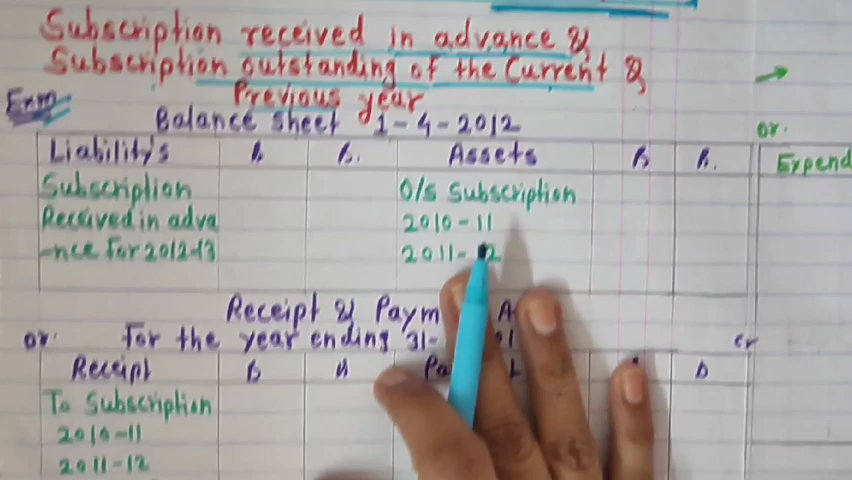 Subscription received in advance &
Subscription outstanding of the Current &
Previous year
Exm
Balance sheet 1-4-2012
Liability's Assets
Subscription O/s Subscription
Received in adva 2010-11
-nce for 2012-13 2011-12
Receipt & Paym A
for the year ending 31-
Receipt
To Subscription
2010-11
2011-12
or.
Expend